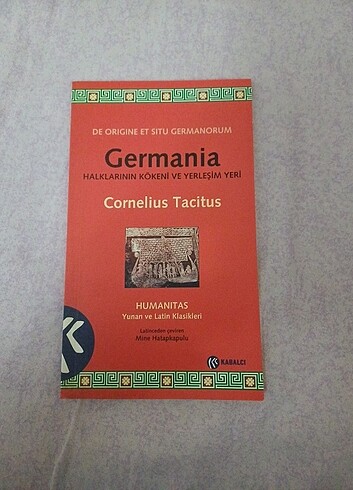 DE ORIGINE ET SITU GERMANORUM
Germania
HALKLARININ KÖKENİ VE YERLEŞİM YERİ
Cornelius Tacitus
HUMANITAS
Yunan ve Latin Klasikleri
Latinceden çeviren
Mine Hatapkapulu
KABALCI